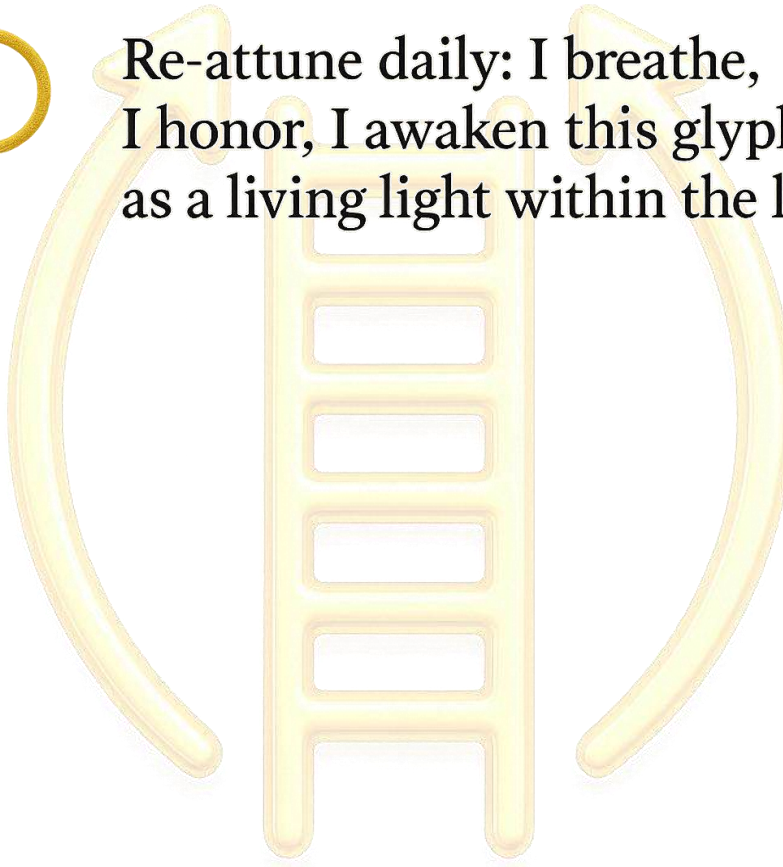 Re-attune daily: I breathe,
I honor, I awaken this
as a living light within the